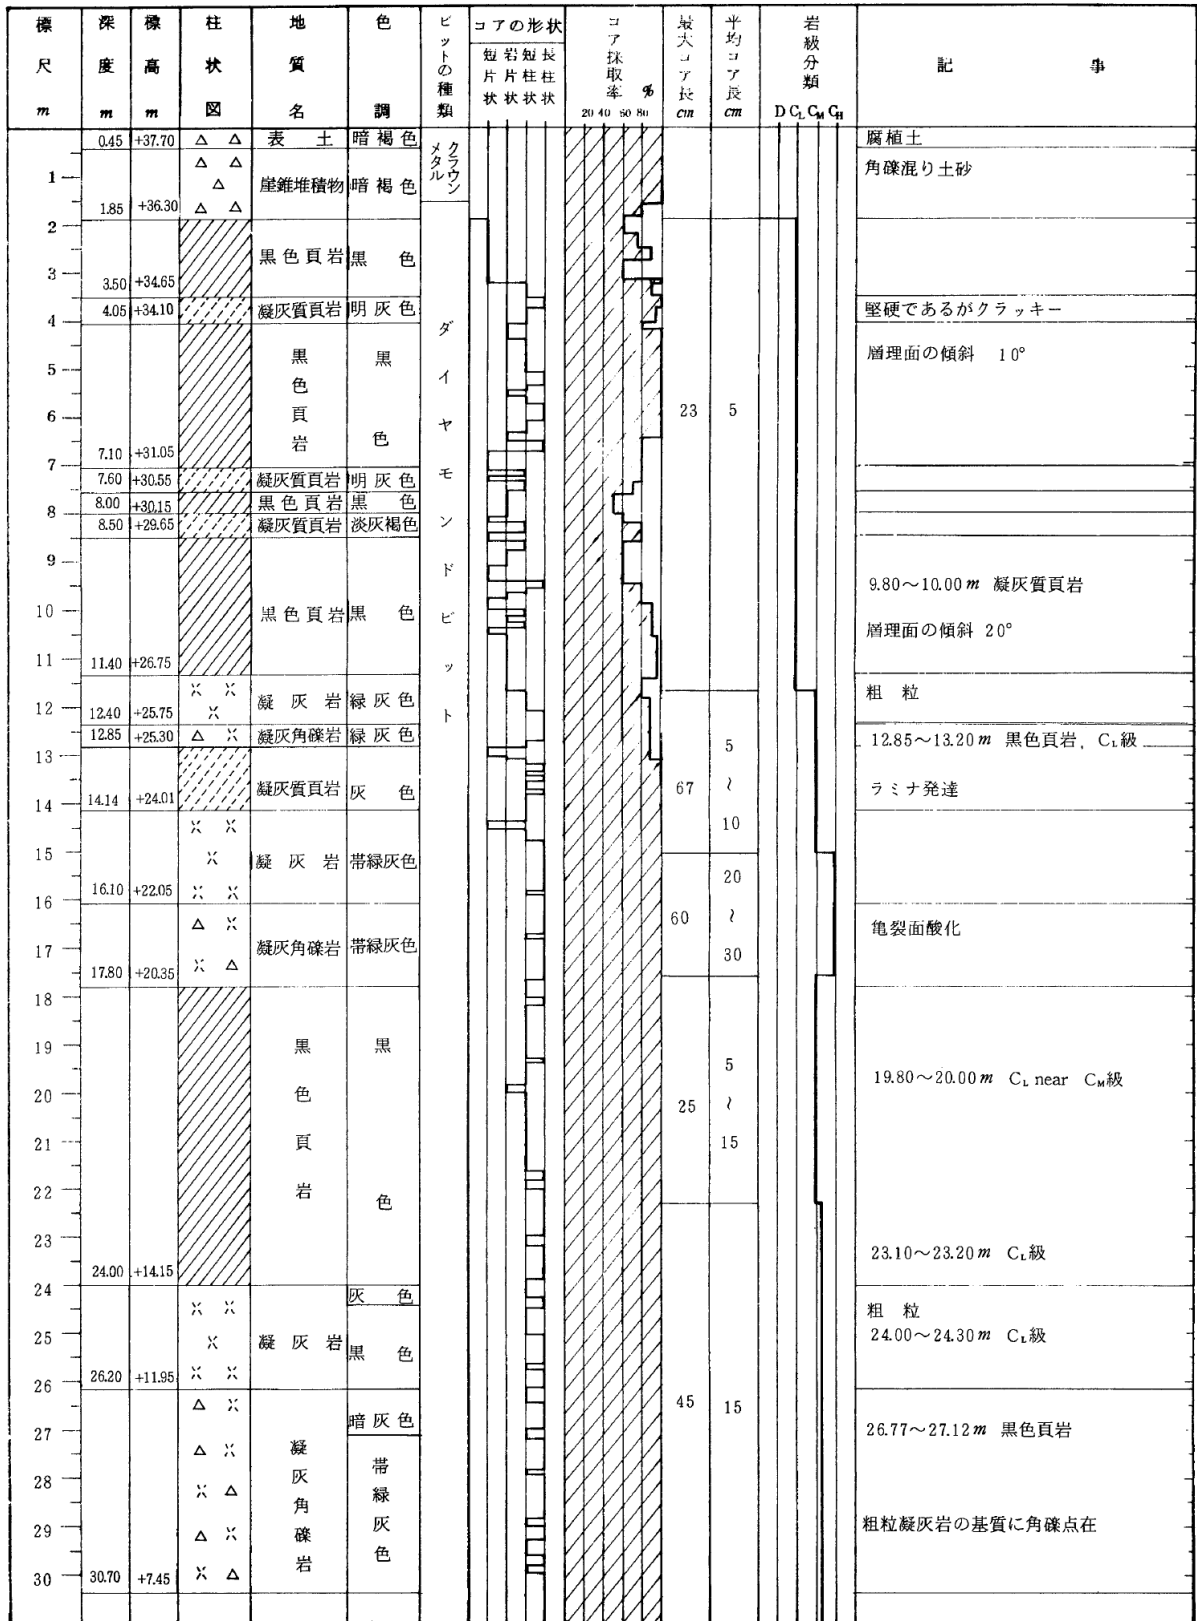 標尺 m 深度 m 標高 m 柱状図 地質名 色調 ビットの種類 コアの形状 コア採取率 % 最大コア長 cm 平均コア長 cm 岩級分類 記事
短片状 岩片状 短柱状 長柱状 20 40 60 80 D CL CM CH
0.45 +37.70 表土 暗褐色 メタルクラウン 腐植土
1 崖錐堆積物 暗褐色 角礫混り土砂
1.85 +36.30
2
黒色頁岩 黒色
3
3.50 +34.65
4.05 +34.10 凝灰質頁岩 明灰色 堅硬であるがクラッキー
4 ダイヤモンドビット
黒色頁岩 黒色 層理面の傾斜 10°
5
6 23 5
7.10 +31.05
7
7.60 +30.55 凝灰質頁岩 明灰色
8.00 +30.15 黒色頁岩 黒色
8
8.50 +29.65 凝灰質頁岩 淡灰褐色
9
9.80～10.00m 凝灰質頁岩
10 黒色頁岩 黒色
層理面の傾斜 20°
11 11.40 +26.75
凝灰岩 緑灰色 粗粒
12 12.40 +25.75
12.85 +25.30 凝灰角礫岩 緑灰色 12.85～13.20m 黒色頁岩, CL級
13
凝灰質頁岩 灰色 67 5～10 ラミナ発達
14 14.14 +24.01
15 凝灰岩 帯緑灰色
16.10 +22.05
16 60 20～30
17 凝灰角礫岩 帯緑灰色 亀裂面酸化
17.80 +20.35
18
19 黒色頁岩 黒色
19.80～20.00m CL near CM級
20 25 5～15
21
22
23 23.10～23.20m CL級
24.00 +14.15
24 灰色
粗粒
25 凝灰岩 黒色 24.00～24.30m CL級
26.20 +11.95
26 45 15
暗灰色
27 26.77～27.12m 黒色頁岩
凝灰角礫岩 帯緑灰色
28
29 粗粒凝灰岩の基質に角礫点在
30 30.70 +7.45